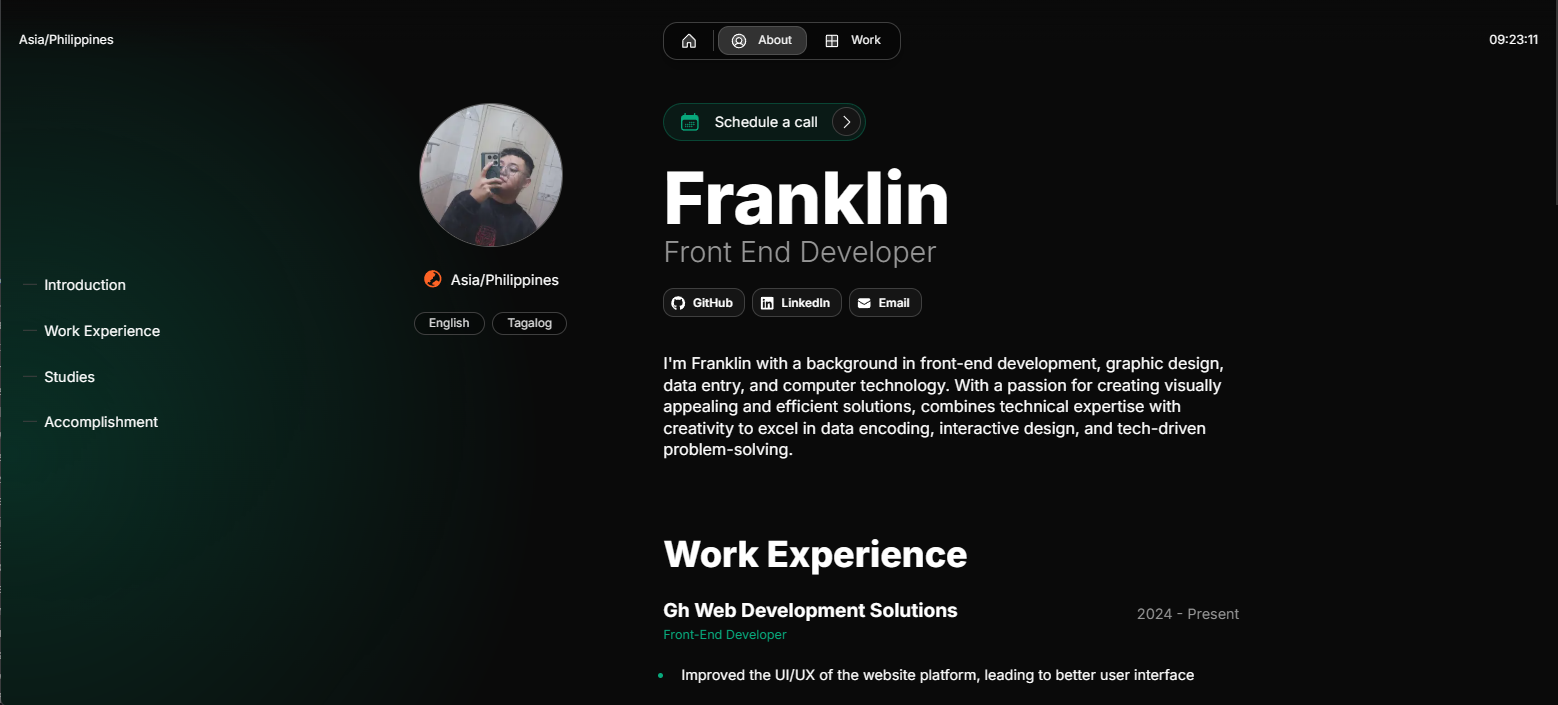 Asia/Philippines
About
Work
09:23:11
Schedule a call
Franklin
Front End Developer
GitHub
LinkedIn
Email
Asia/Philippines
English
Tagalog
Introduction
Work Experience
Studies
Accomplishment
I'm Franklin with a background in front-end development, graphic design,
data entry, and computer technology. With a passion for creating visually
appealing and efficient solutions, combines technical expertise with
creativity to excel in data encoding, interactive design, and tech-driven
problem-solving.
Work Experience
Gh Web Development Solutions
2024 - Present
Front-End Developer
Improved the UI/UX of the website platform, leading to better user interface